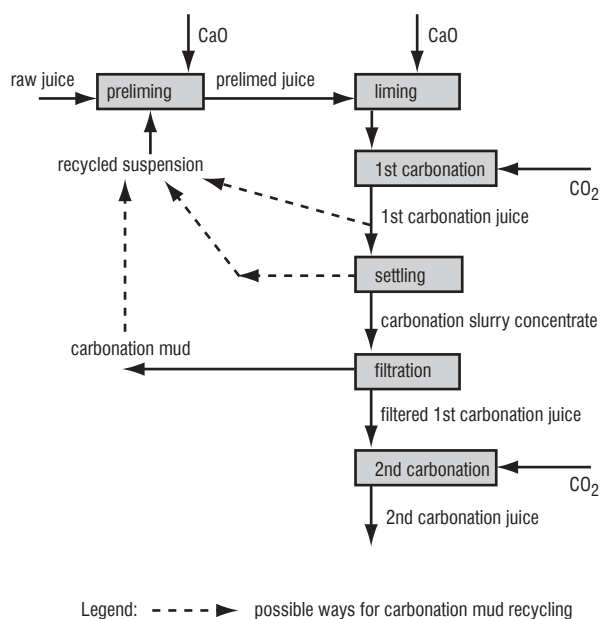 CaO
CaO
raw juice
preliming
prelimed juice
liming
recycled suspension
1st carbonation
CO2
1st carbonation juice
settling
carbonation slurry concentrate
carbonation mud
filtration
filtered 1st carbonation juice
2nd carbonation
CO2
2nd carbonation juice
Legend: possible ways for carbonation mud recycling